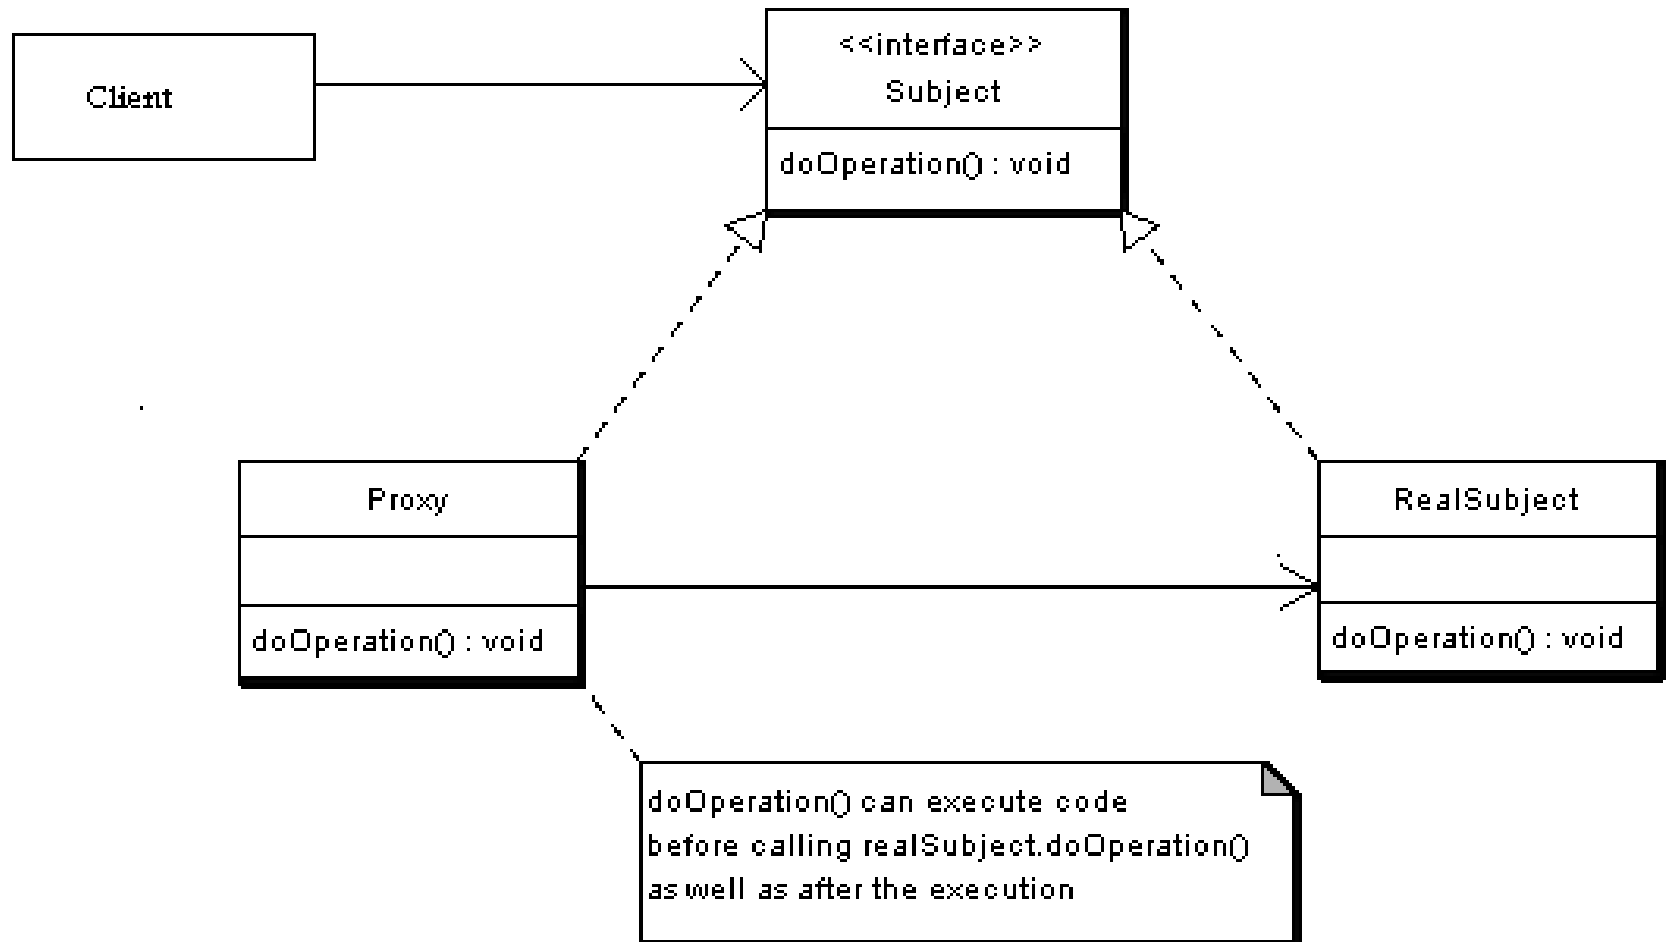 Client
<<interface>>
Subject
doOperation() : void
Proxy
doOperation() : void
RealSubject
doOperation() : void
doOperation() can execute code
before calling realSubject.doOperation()
as well as after the execution